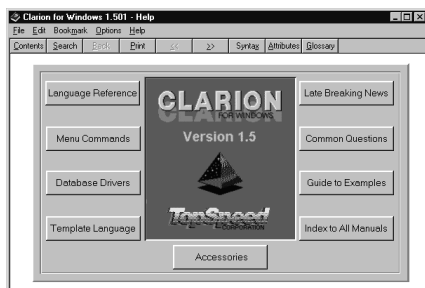 Clarion for Windows 1.501 - Help
File Edit Bookmark Options Help
Contents Search Back Print << >> Syntax Attributes Glossary
Language Reference
Menu Commands
Database Drivers
Template Language
CLARION
FOR WINDOWS
Version 1.5
TopSpeed
CORPORATION
Late Breaking News
Common Questions
Guide to Examples
Index to All Manuals
Accessories